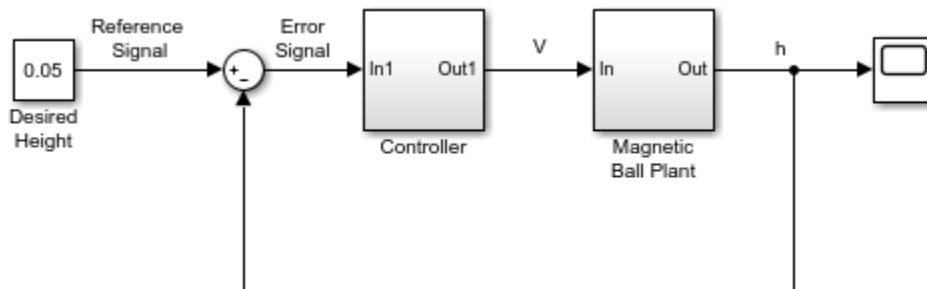 Reference
Signal
Error
Signal
0.05
+
−
In1
Out1
V
In
Out
h
Desired
Height
Controller
Magnetic
Ball Plant